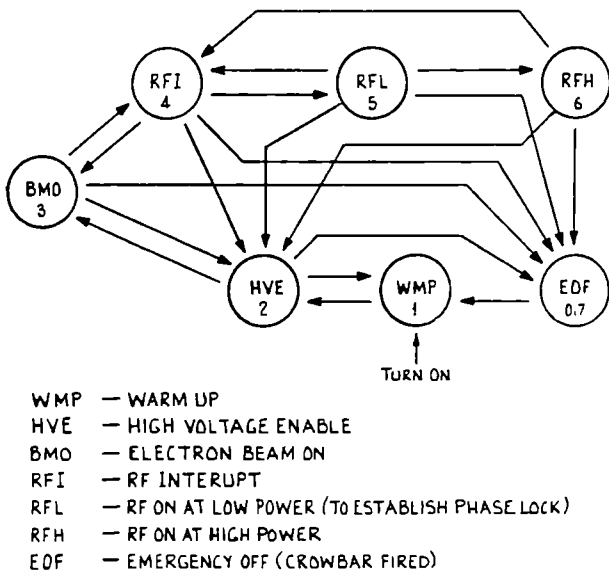 RFI
4
RFL
5
RFH
6
BMO
3
HVE
2
WMP
1
EOF
0,7
TURN ON
WMP — WARM UP
HVE — HIGH VOLTAGE ENABLE
BMO — ELECTRON BEAM ON
RFI — RF INTERUPT
RFL — RF ON AT LOW POWER (TO ESTABLISH PHASE LOCK)
RFH — RF ON AT HIGH POWER
EOF — EMERGENCY OFF (CROWBAR FIRED)